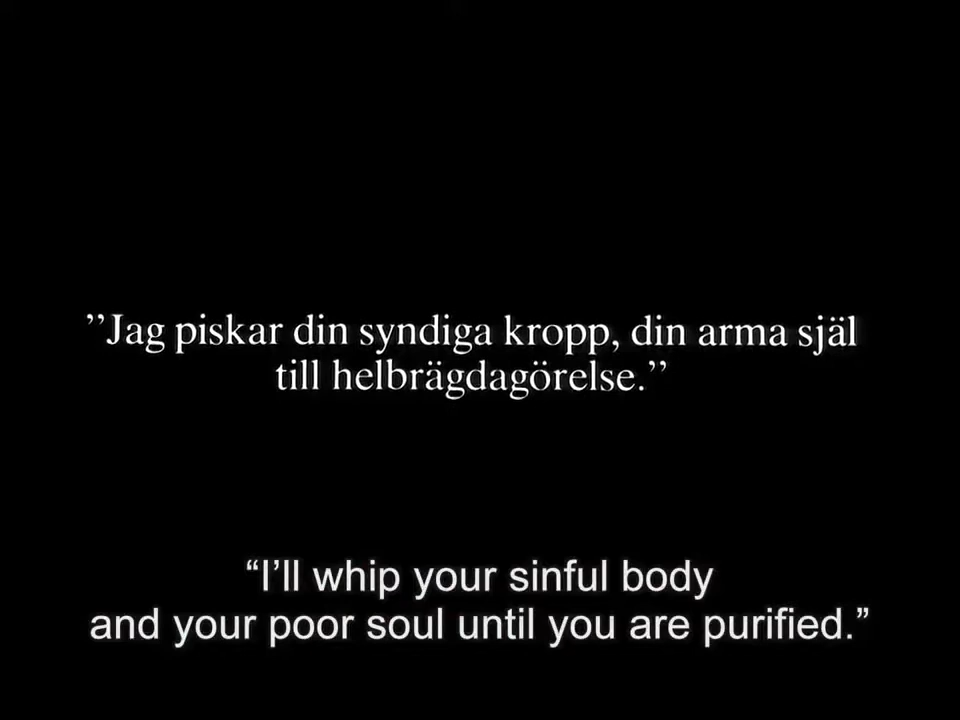 ”Jag piskar din syndiga kropp, din arma själ
till helbrägdagörelse.”
“I’ll whip your sinful body
and your poor soul until you are purified.”